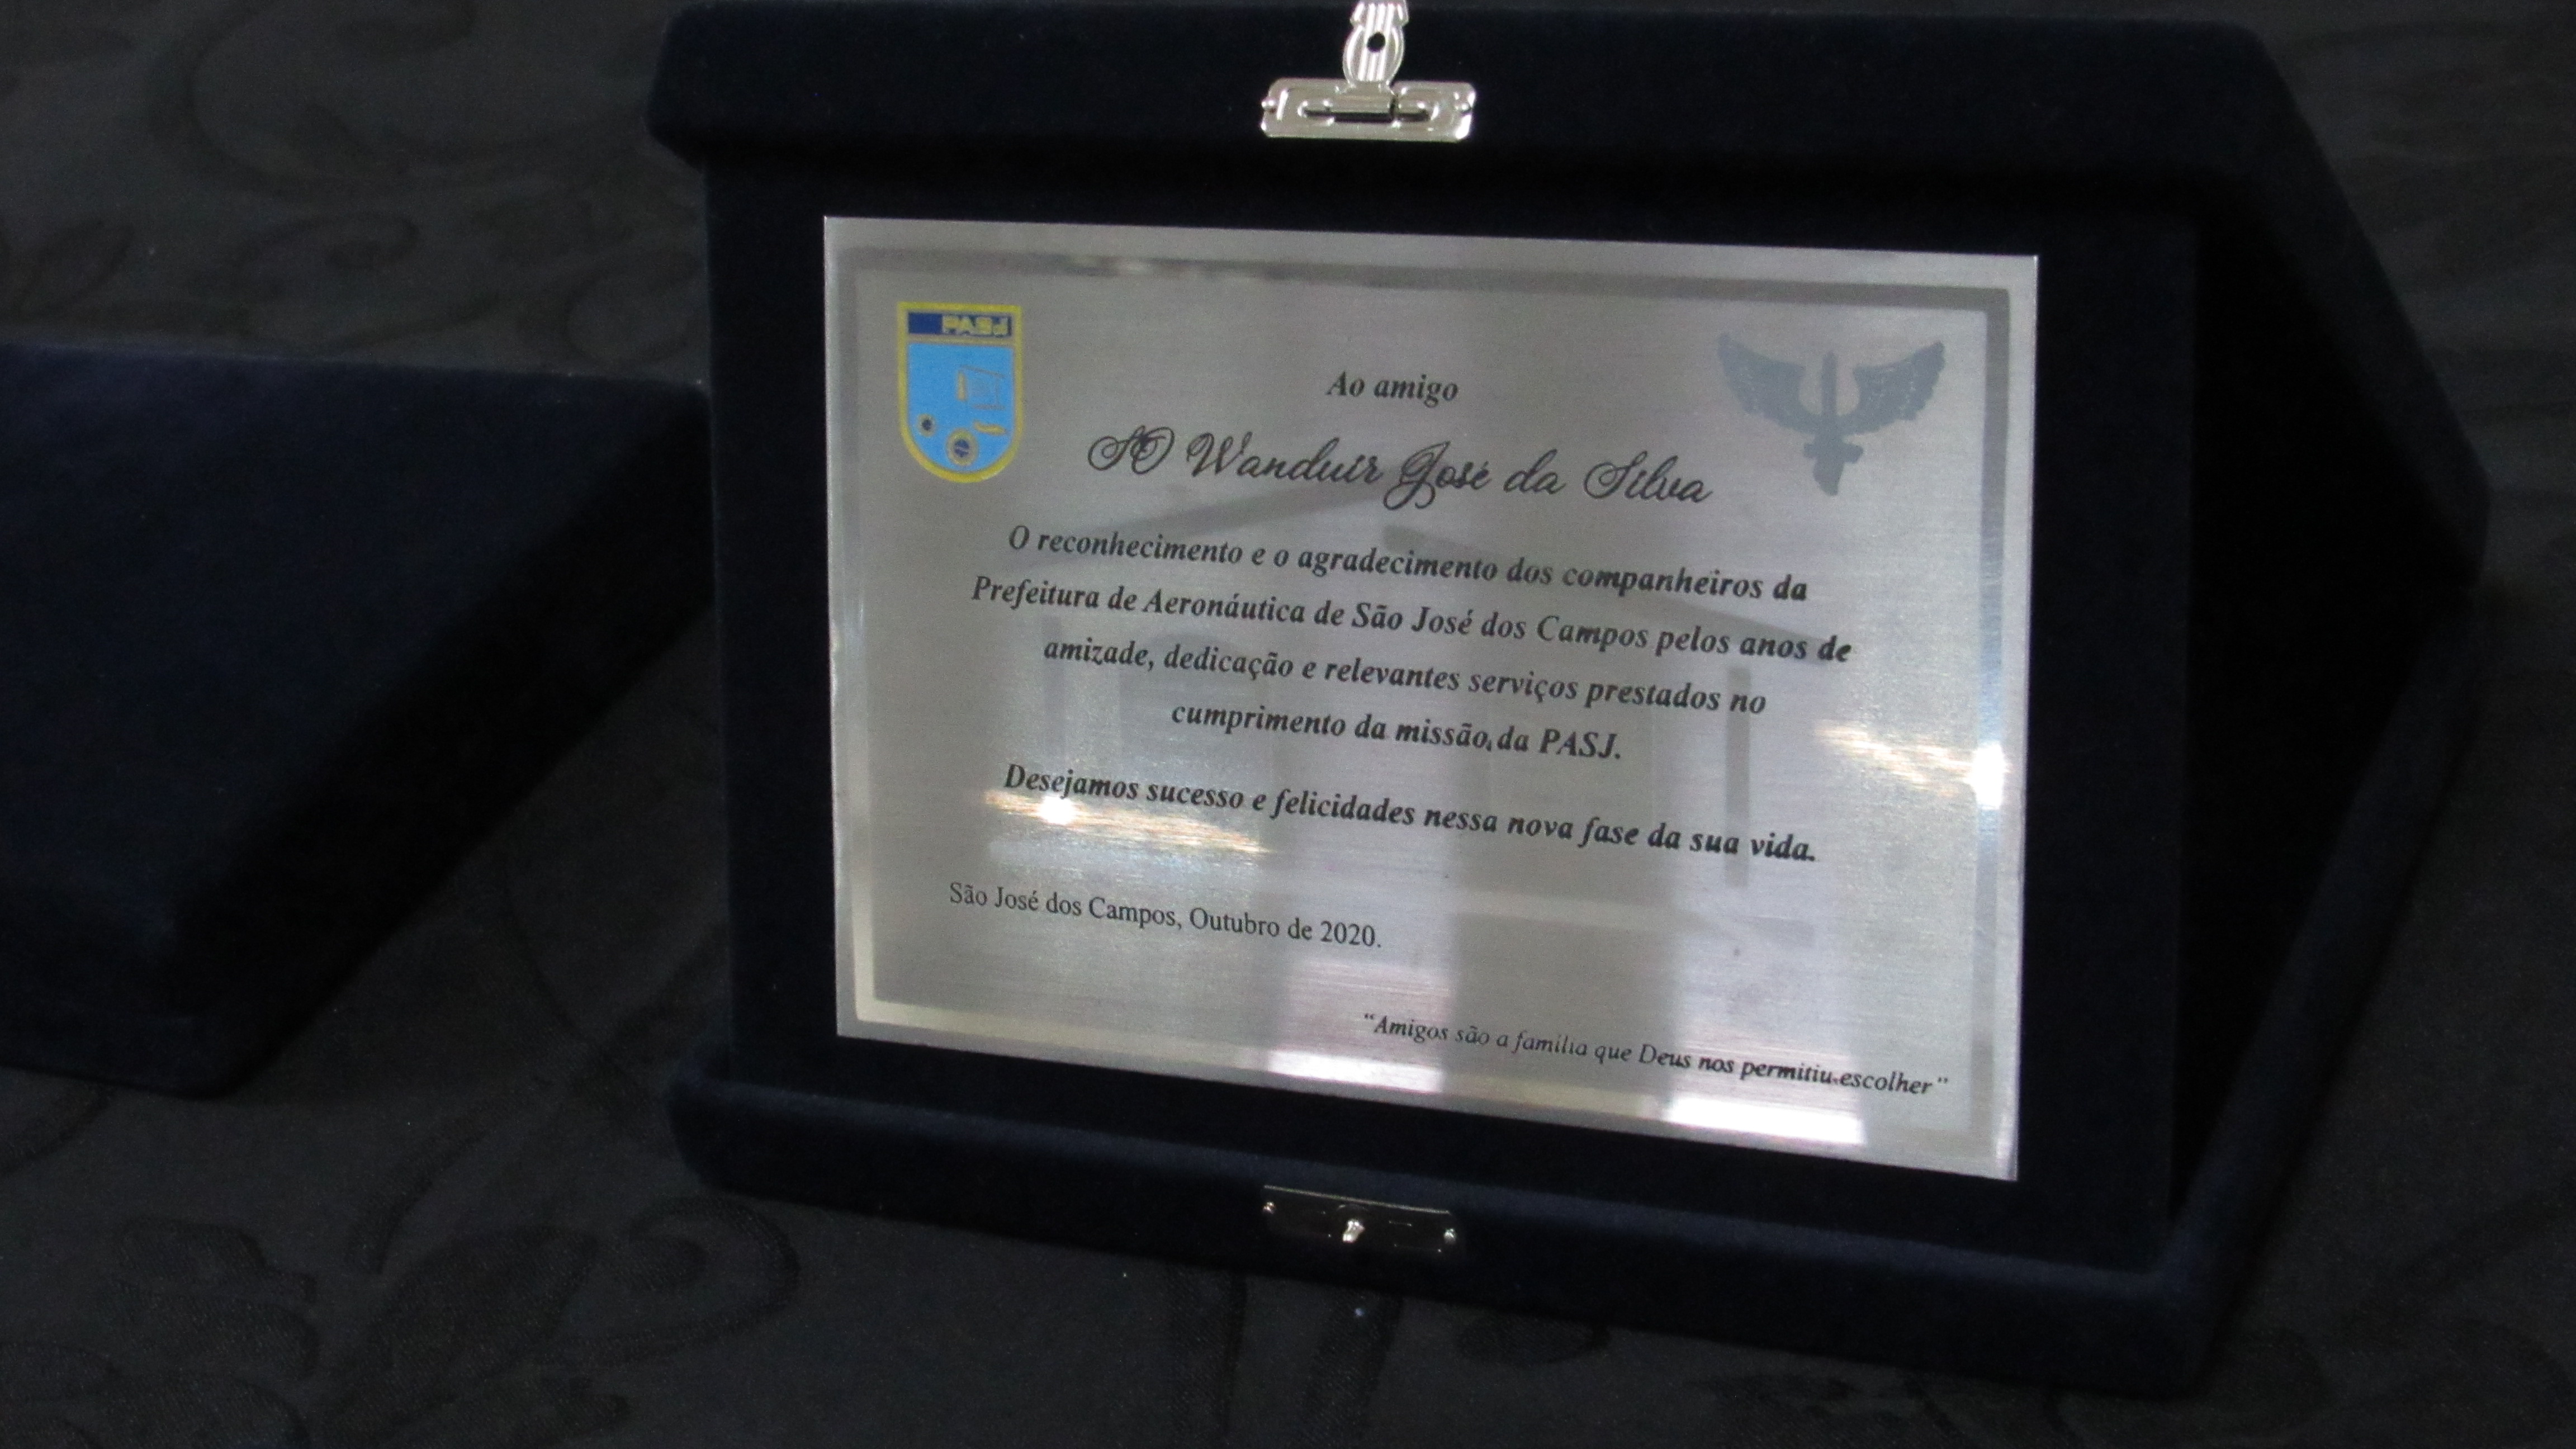 PASJ
Ao amigo
SO Wanduir José da Silva
O reconhecimento e o agradecimento dos companheiros da
Prefeitura de Aeronáutica de São José dos Campos pelos anos de
amizade, dedicação e relevantes serviços prestados no
cumprimento da missão da PASJ.
Desejamos sucesso e felicidades nessa nova fase da sua vida.
São José dos Campos, Outubro de 2020.
“Amigos são a família que Deus nos permitiu escolher”